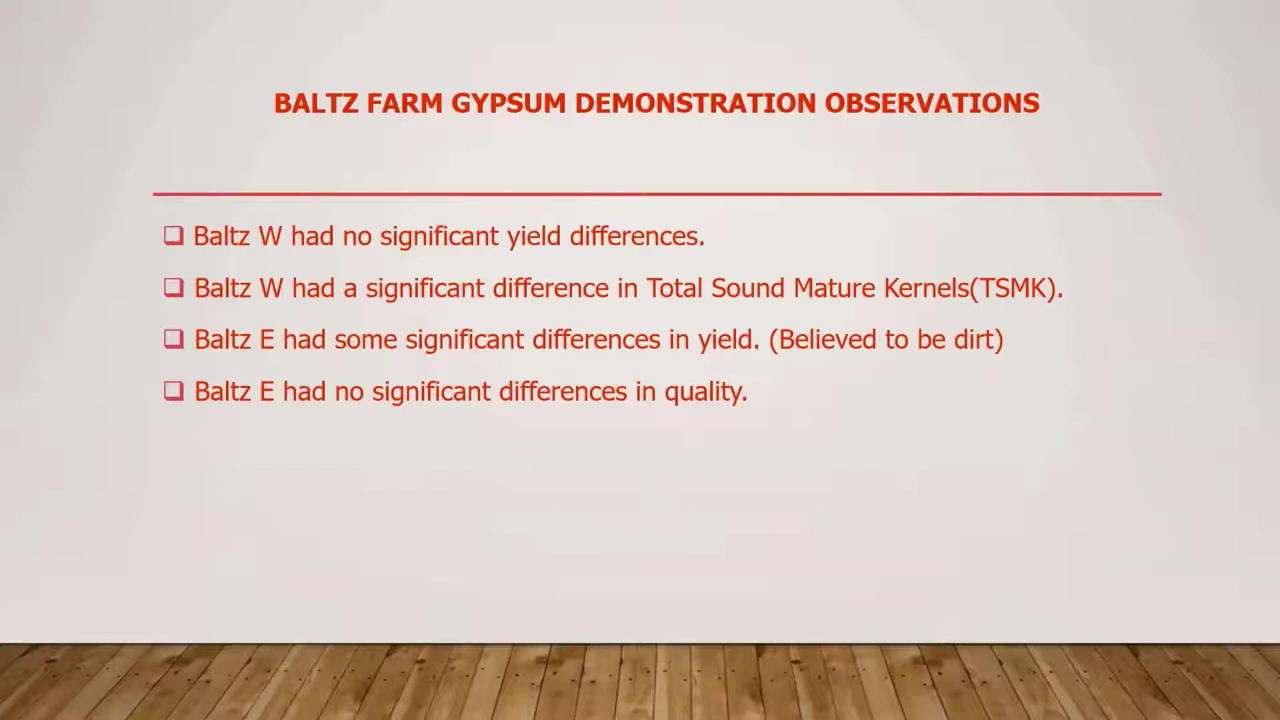 BALTZ FARM GYPSUM DEMONSTRATION OBSERVATIONS
Baltz W had no significant yield differences.
Baltz W had a significant difference in Total Sound Mature Kernels(TSMK).
Baltz E had some significant differences in yield. (Believed to be dirt)
Baltz E had no significant differences in quality.